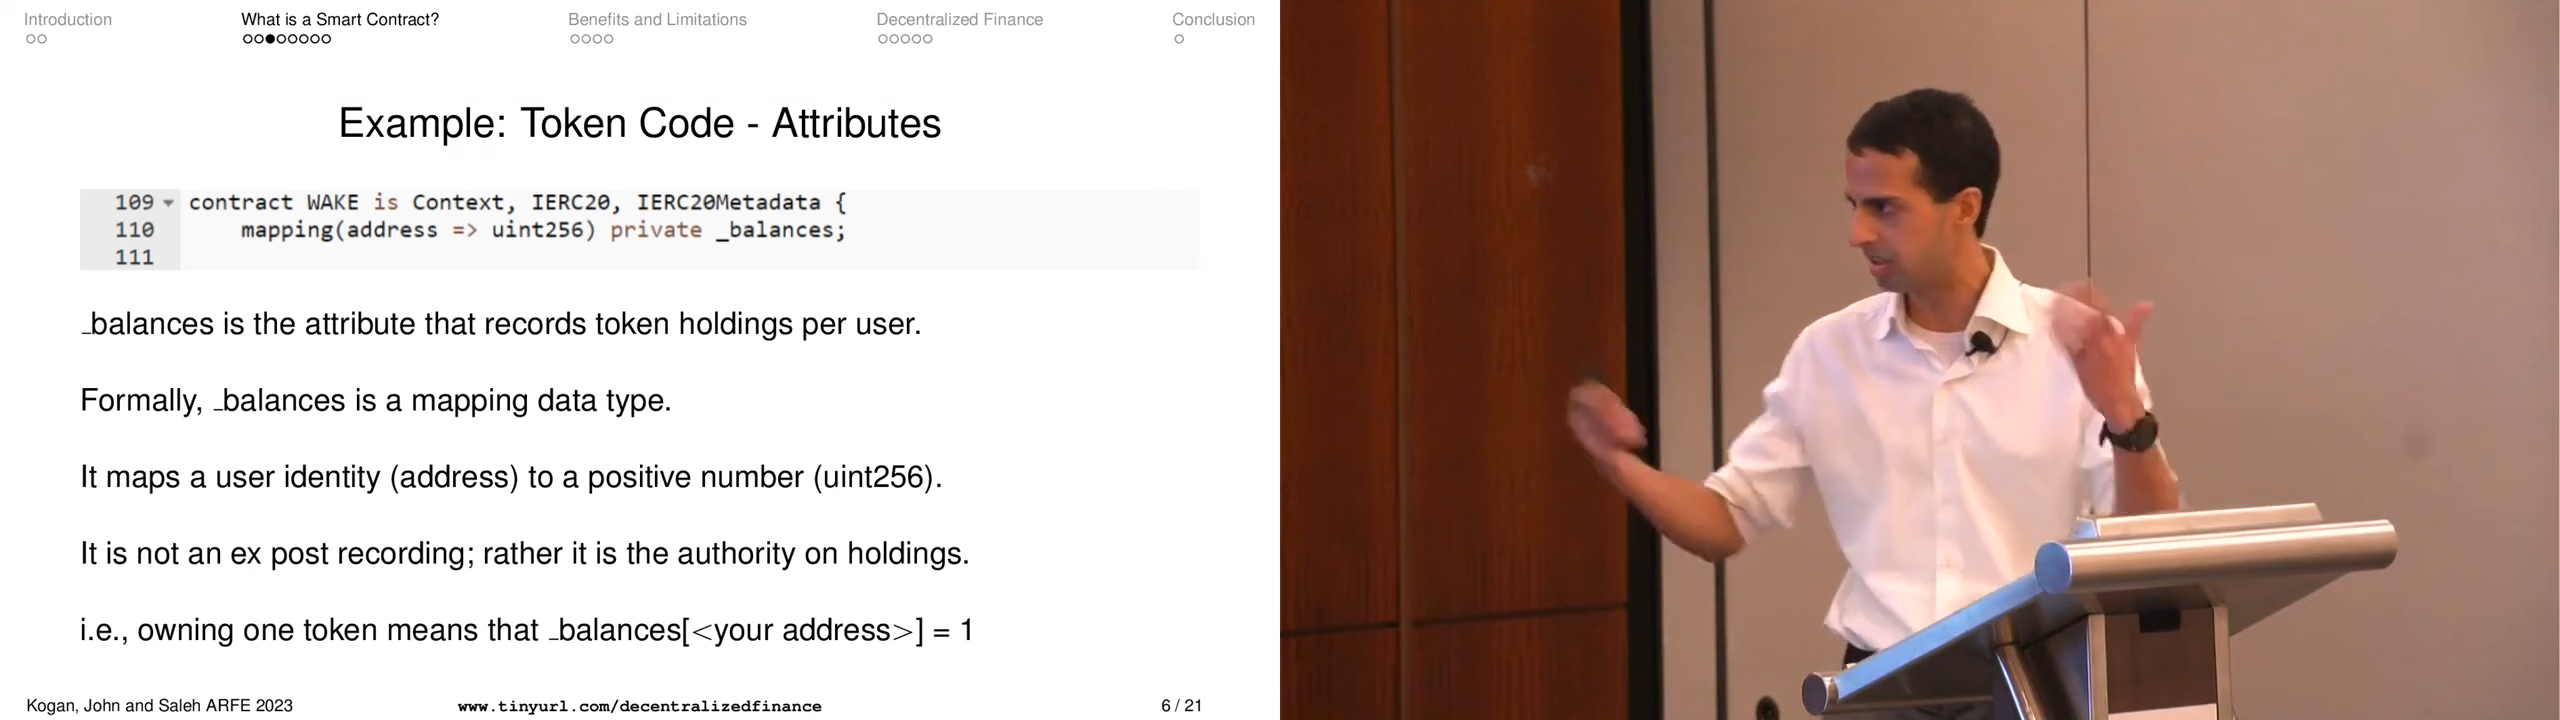 Introduction
What is a Smart Contract?
Benefits and Limitations
Decentralized Finance
Conclusion
Example: Token Code - Attributes
109 contract WAKE is Context, IERC20, IERC20Metadata {
110 mapping(address => uint256) private _balances;
111
_balances is the attribute that records token holdings per user.
Formally, _balances is a mapping data type.
It maps a user identity (address) to a positive number (uint256).
It is not an ex post recording; rather it is the authority on holdings.
i.e., owning one token means that _balances[<your address>] = 1
Kogan, John and Saleh ARFE 2023
www.tinyurl.com/decentralizedfinance
6 / 21